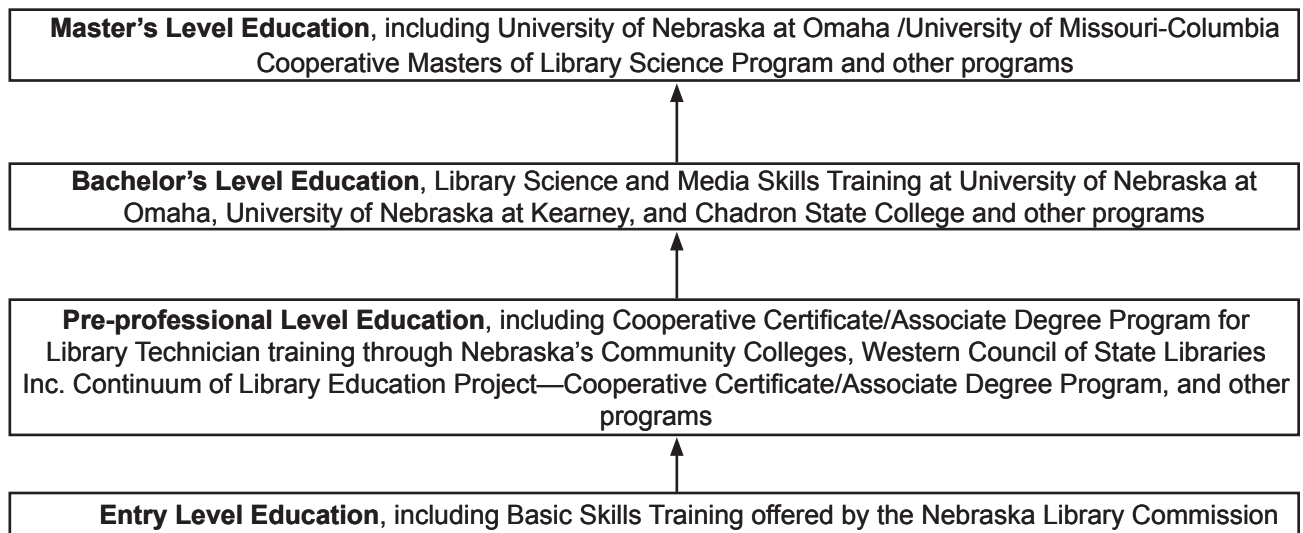 Master’s Level Education, including University of Nebraska at Omaha /University of Missouri-Columbia
Cooperative Masters of Library Science Program and other programs
Bachelor’s Level Education, Library Science and Media Skills Training at University of Nebraska at
Omaha, University of Nebraska at Kearney, and Chadron State College and other programs
Pre-professional Level Education, including Cooperative Certificate/Associate Degree Program for
Library Technician training through Nebraska’s Community Colleges, Western Council of State Libraries
Inc. Continuum of Library Education Project—Cooperative Certificate/Associate Degree Program, and other
programs
Entry Level Education, including Basic Skills Training offered by the Nebraska Library Commission